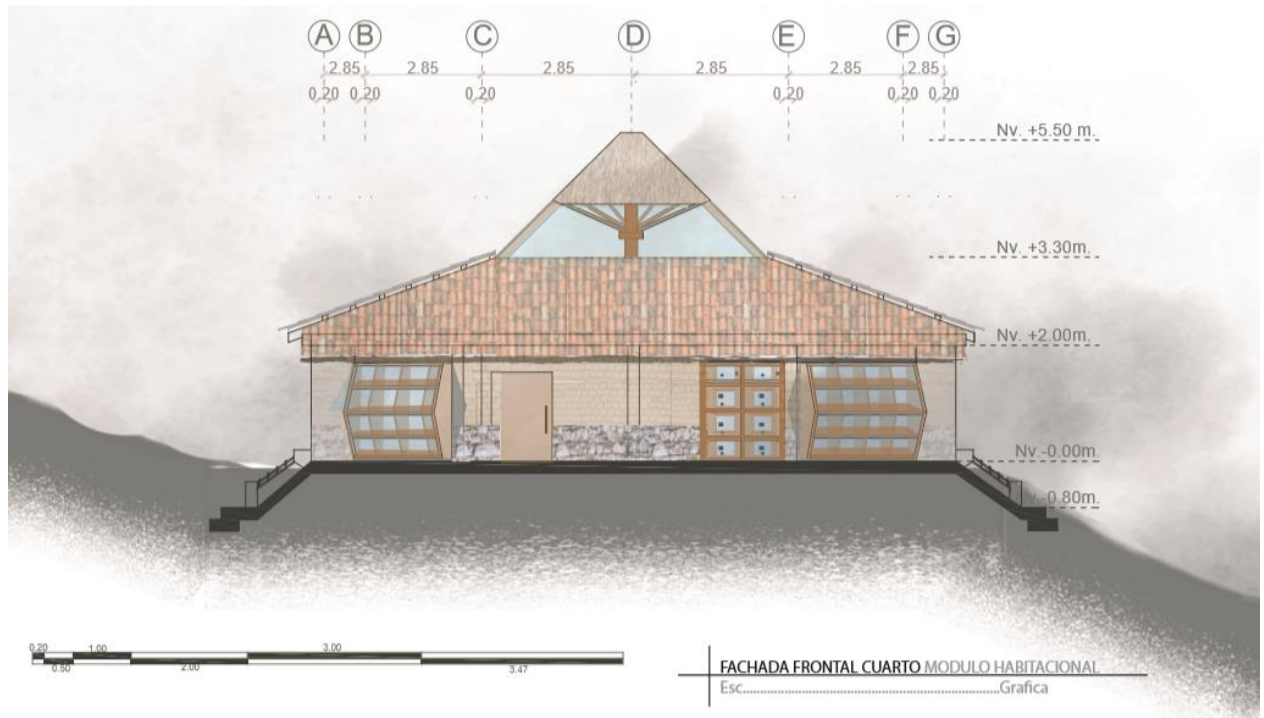 A B C D E F G
2.85 2.85 2.85 2.85 2.85 2.85
0.20 0.20 0.20 0.20 0.20 0.20
Nv. +5.50 m.
Nv. +3.30m.
Nv. +2.00m.
Nv.-0.00m.
-0.80m.
0.20 1.00 3.00
0.50 2.00 3.47
FACHADA FRONTAL CUARTO MODULO HABITACIONAL
Esc....................................................Grafica